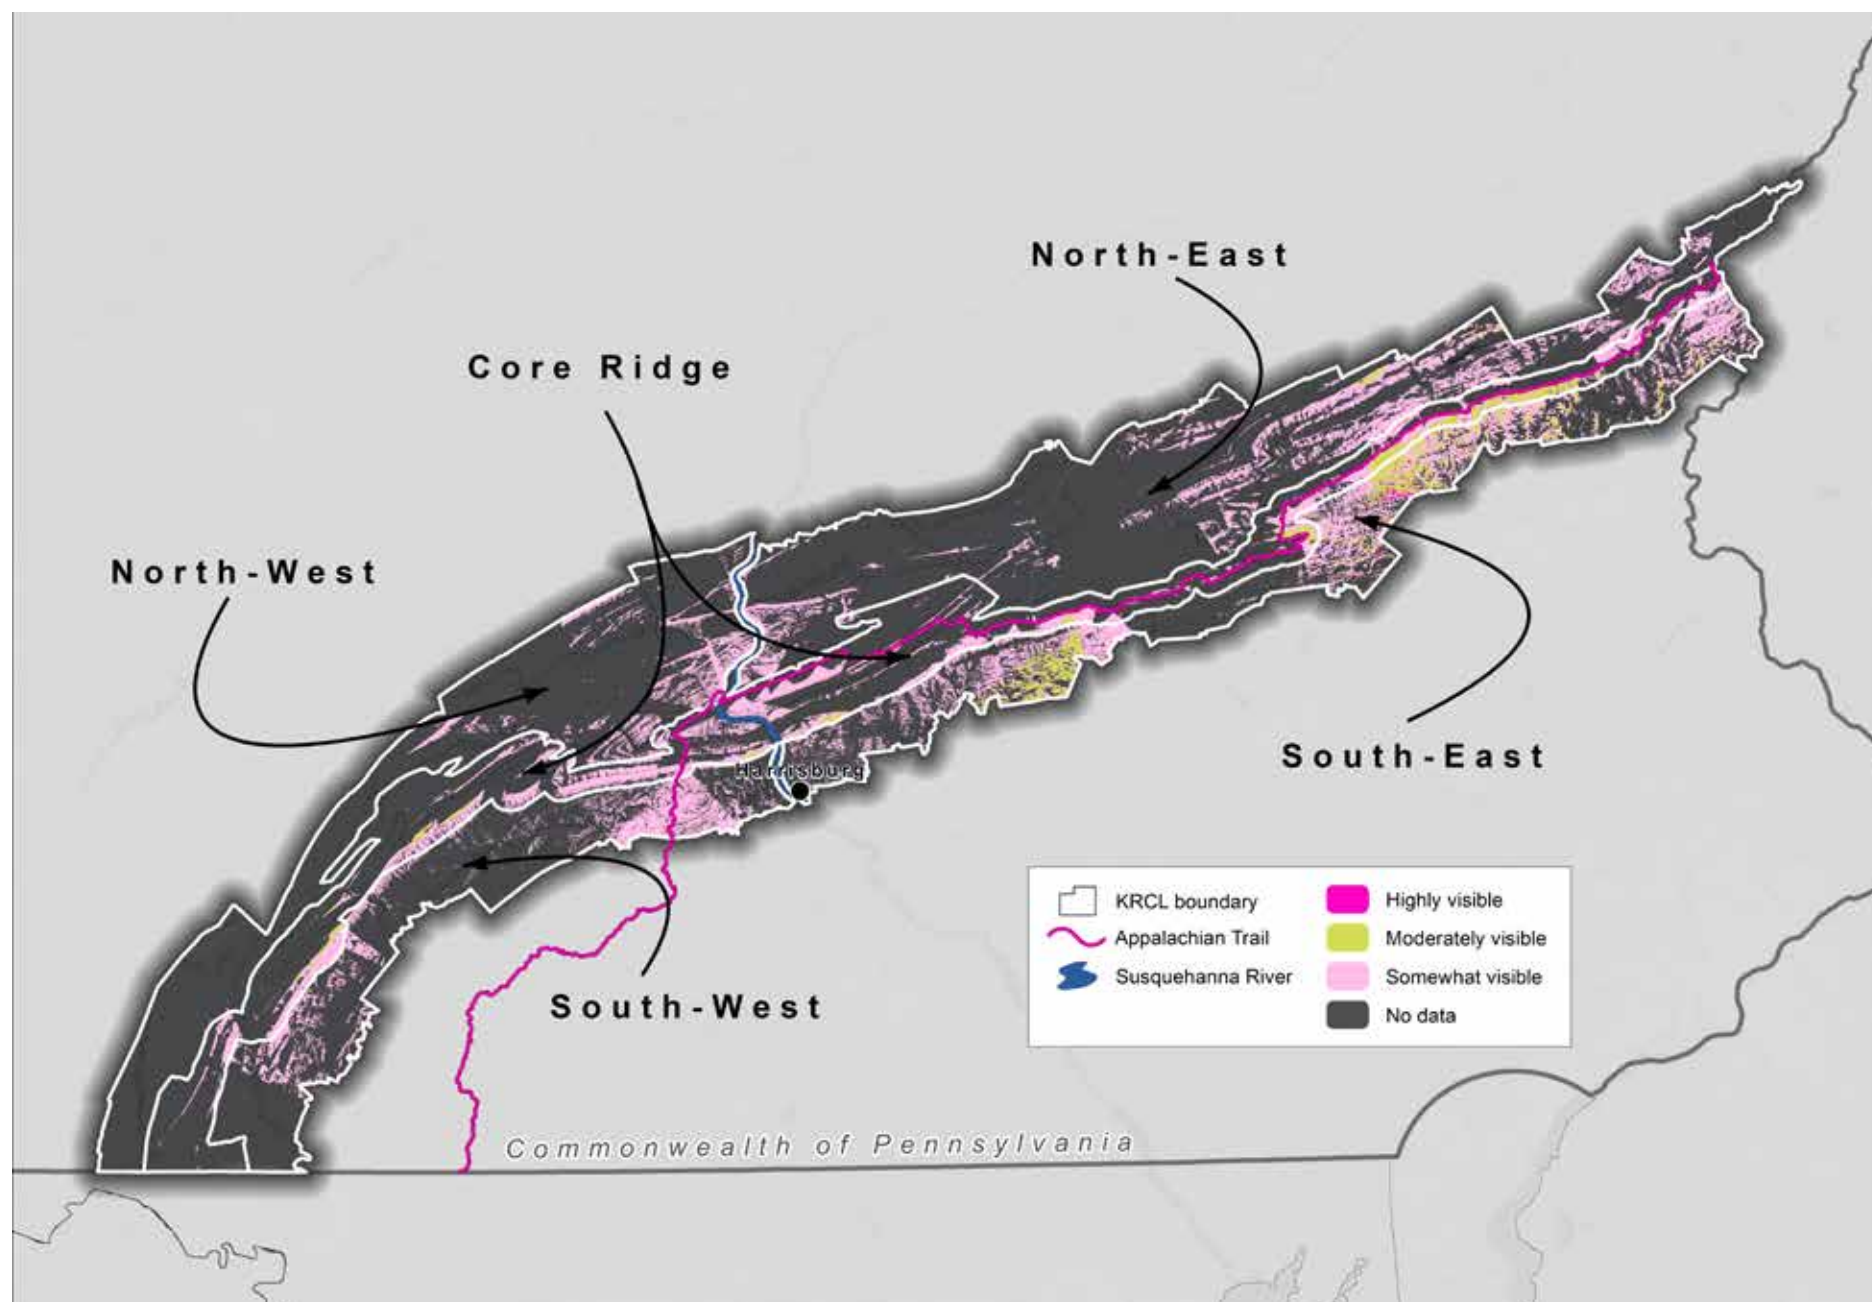 North-East
Core Ridge
North-West
Harrisburg
South-East
South-West
KRCL boundary
Appalachian Trail
Susquehanna River
Highly visible
Moderately visible
Somewhat visible
No data
Commonwealth of Pennsylvania